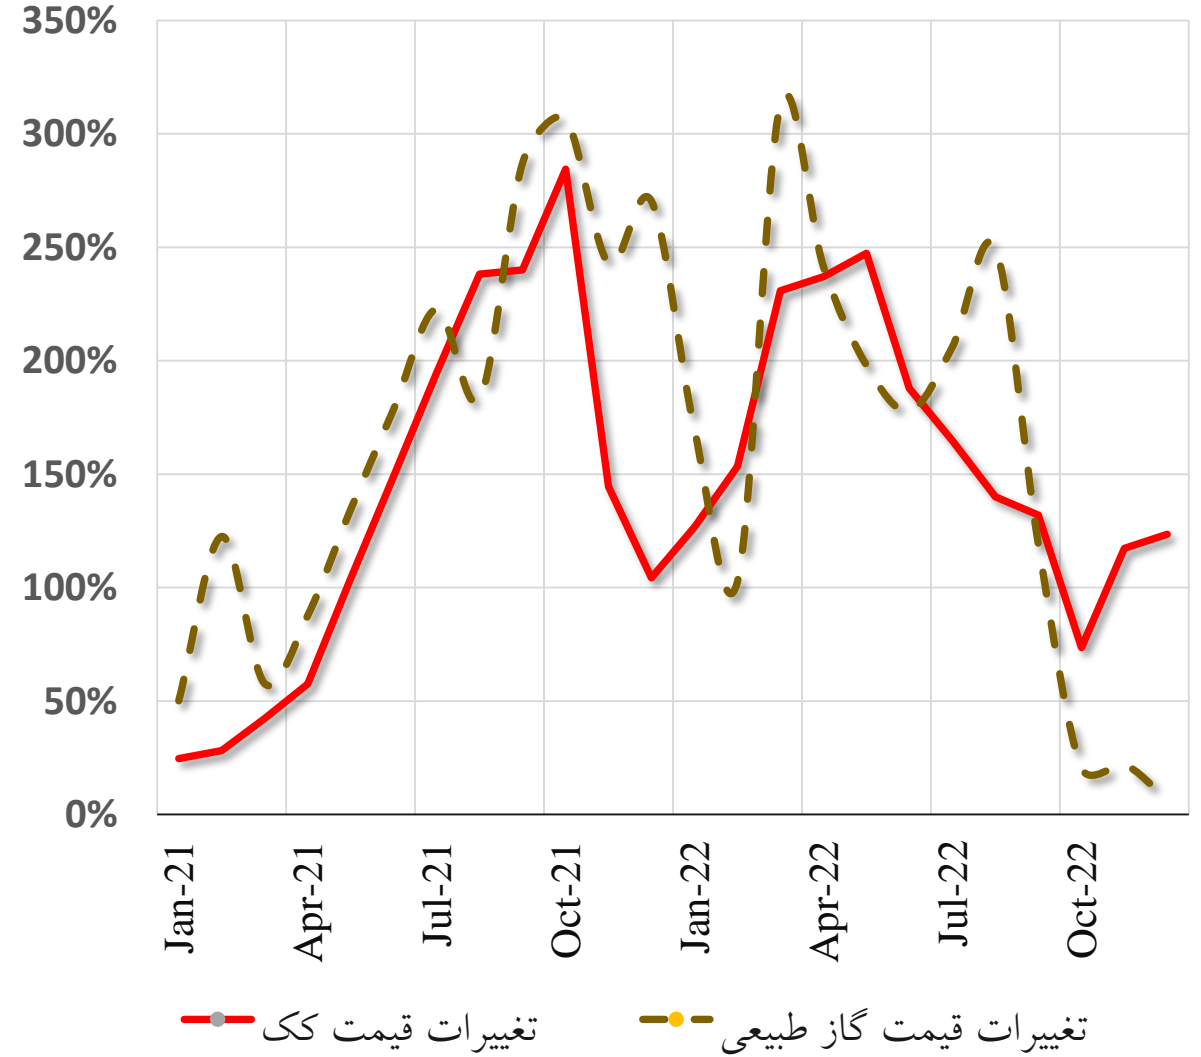 350%
300%
250%
200%
150%
100%
50%
0%
Jan-21
Apr-21
Jul-21
Oct-21
Jan-22
Apr-22
Jul-22
Oct-22
تغییرات قیمت کک
تغییرات قیمت گاز طبیعی